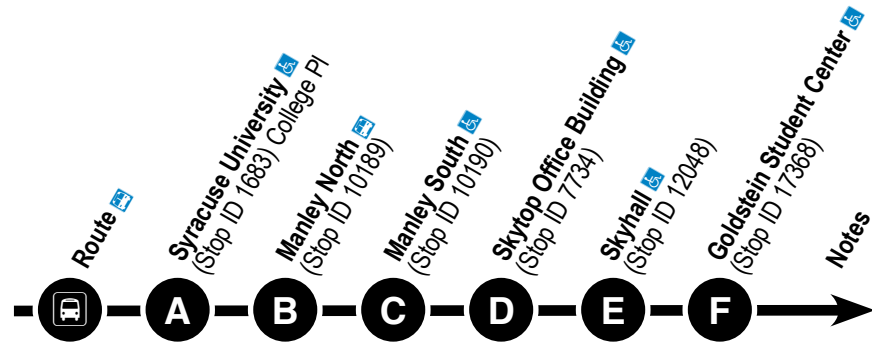 Route
Syracuse University
(Stop ID 1683) College Pl
Manley North
(Stop ID 10189)
Manley South
(Stop ID 10190)
Skytop Office Building
(Stop ID 7734)
Skyhall
(Stop ID 12048)
Goldstein Student Center
(Stop ID 17368)
Notes
A
B
C
D
E
F